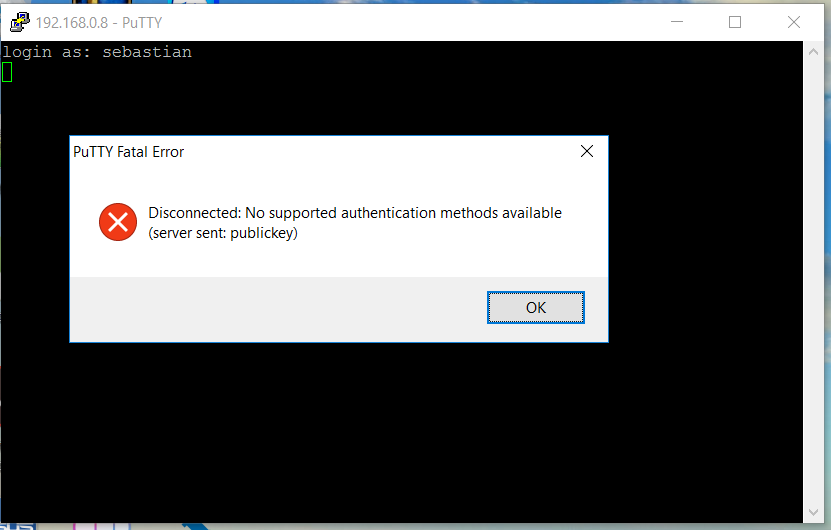 192.168.0.8 - PuTTY
login as: sebastian
PuTTY Fatal Error
Disconnected: No supported authentication methods available
(server sent: publickey)
OK